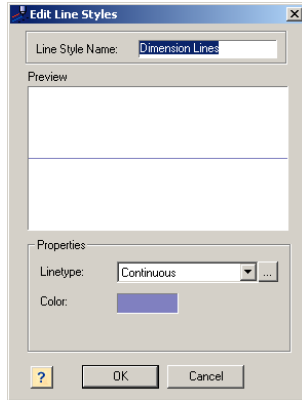 Edit Line Styles
Line Style Name: Dimension Lines
Preview
Properties
Linetype: Continuous ...
Color:
? OK Cancel